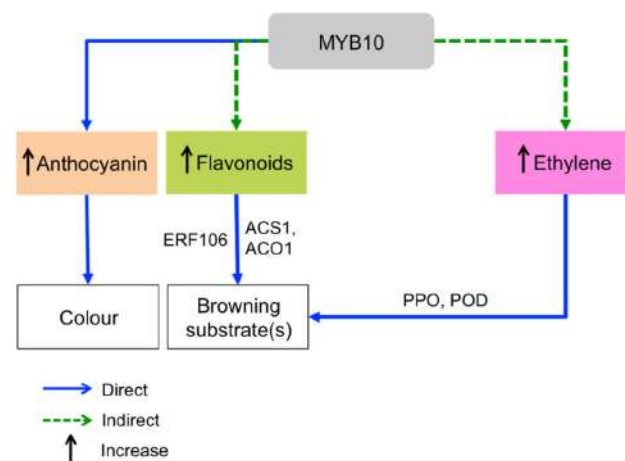 MYB10
Anthocyanin
Flavonoids
Ethylene
ERF106
ACS1,
ACO1
Colour
Browning
substrate(s)
PPO, POD
Direct
Indirect
Increase